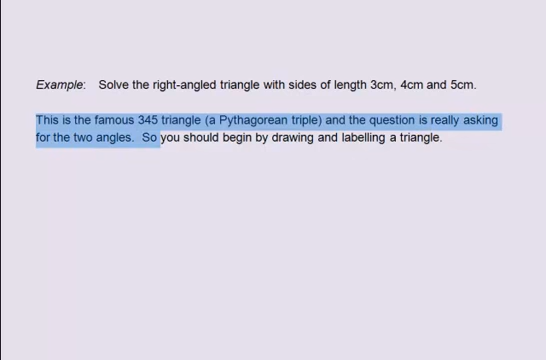 Example: Solve the right-angled triangle with sides of length 3cm, 4cm and 5cm.
This is the famous 345 triangle (a Pythagorean triple) and the question is really asking
for the two angles. So you should begin by drawing and labelling a triangle.